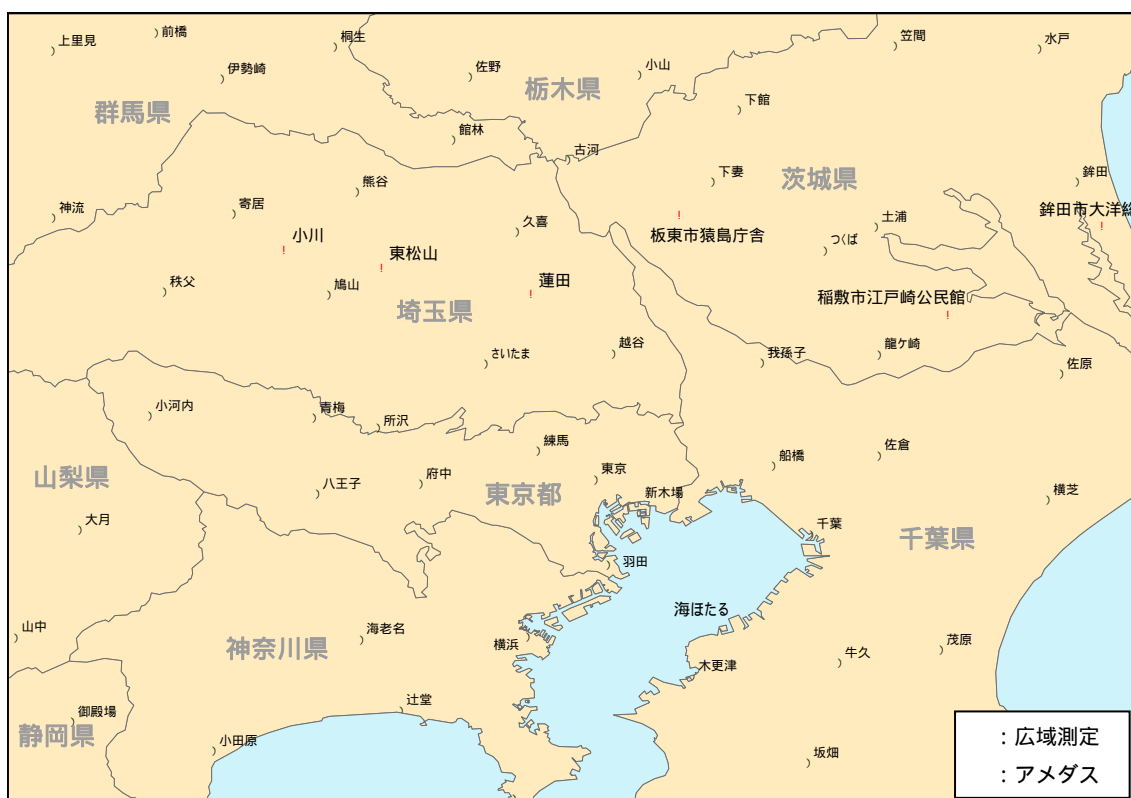 前橋
桐生
笠間
水戸
上里見
伊勢崎
佐野
小山
栃木県
群馬県
下館
館林
古河
熊谷
下妻
茨城県
鉾田
神流
寄居
久喜
土浦
鉾田市大洋総
小川
東松山
板東市猿島庁舎
つくば
秩父
鳩山
蓮田
稲敷市江戸崎公民館
埼玉県
さいたま
越谷
我孫子
龍ケ崎
佐原
小河内
青梅
所沢
練馬
佐倉
山梨県
八王子
府中
東京都
東京
新木場
船橋
横芝
大月
千葉
千葉県
羽田
海ほたる
山中
神奈川県
海老名
横浜
木更津
牛久
茂原
御殿場
静岡県
辻堂
小田原
坂畑
:広域測定
:アメダス